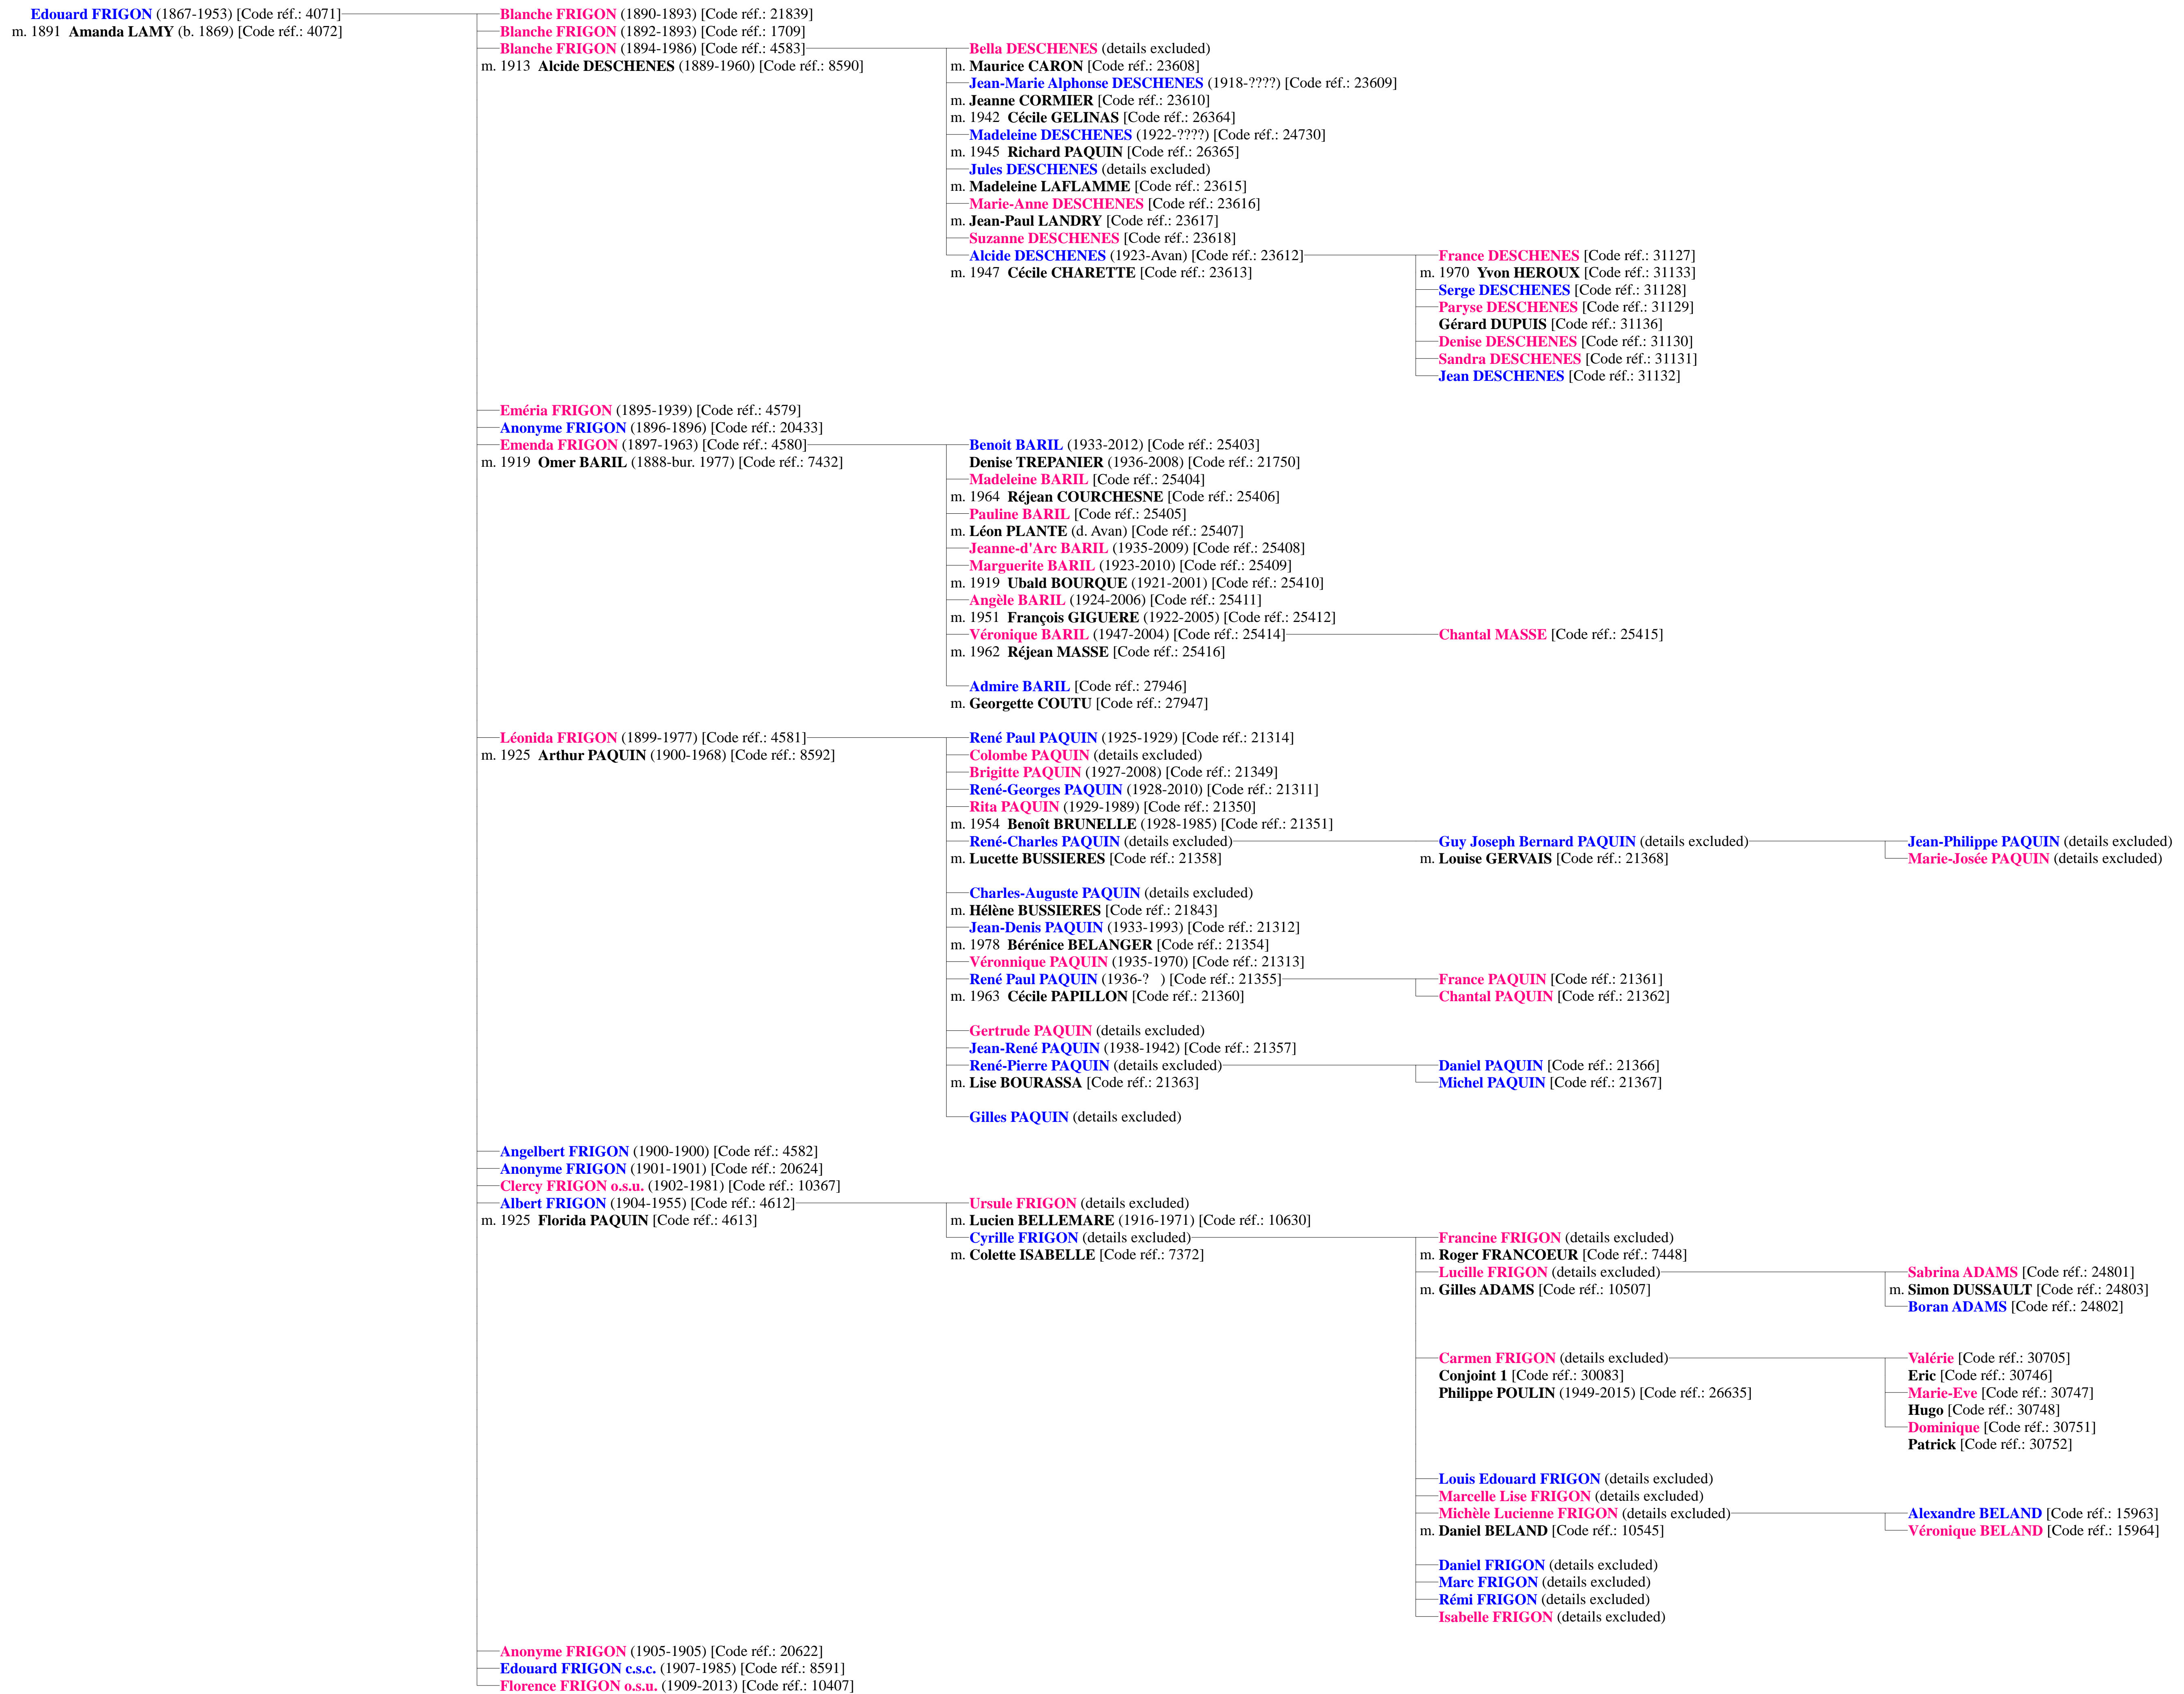 Edouard FRIGON (1867-1953) [Code réf.: 4071]
m. 1891 Amanda LAMY (b. 1869) [Code réf.: 4072]
Blanche FRIGON (1890-1893) [Code réf.: 21839]
Blanche FRIGON (1892-1893) [Code réf.: 1709]
Blanche FRIGON (1894-1986) [Code réf.: 4583]
m. 1913 Alcide DESCHENES (1889-1960) [Code réf.: 8590]
Bella DESCHENES (details excluded)
m. Maurice CARON [Code réf.: 23608]
Jean-Marie Alphonse DESCHENES (1918-????) [Code réf.: 23609]
m. Jeanne CORMIER [Code réf.: 23610]
m. 1942 Cécile GELINAS [Code réf.: 26364]
Madeleine DESCHENES (1922-????) [Code réf.: 24730]
m. 1945 Richard PAQUIN [Code réf.: 26365]
Jules DESCHENES (details excluded)
m. Madeleine LAFLAMME [Code réf.: 23615]
Marie-Anne DESCHENES [Code réf.: 23616]
m. Jean-Paul LANDRY [Code réf.: 23617]
Suzanne DESCHENES [Code réf.: 23618]
Alcide DESCHENES (1923-Avan) [Code réf.: 23612]
m. 1947 Cécile CHARETTE [Code réf.: 23613]
France DESCHENES [Code réf.: 31127]
m. 1970 Yvon HEROUX [Code réf.: 31133]
Serge DESCHENES [Code réf.: 31128]
Paryse DESCHENES [Code réf.: 31129]
Gérard DUPUIS [Code réf.: 31136]
Denise DESCHENES [Code réf.: 31130]
Sandra DESCHENES [Code réf.: 31131]
Jean DESCHENES [Code réf.: 31132]
Eméria FRIGON (1895-1939) [Code réf.: 4579]
Anonyme FRIGON (1896-1896) [Code réf.: 20433]
Emenda FRIGON (1897-1963) [Code réf.: 4580]
m. 1919 Omer BARIL (1888-bur. 1977) [Code réf.: 7432]
Benoit BARIL (1933-2012) [Code réf.: 25403]
Denise TREPANIER (1936-2008) [Code réf.: 21750]
Madeleine BARIL [Code réf.: 25404]
m. 1964 Réjean COURCHESNE [Code réf.: 25406]
Pauline BARIL [Code réf.: 25405]
m. Léon PLANTE (d. Avan) [Code réf.: 25407]
Jeanne-d'Arc BARIL (1935-2009) [Code réf.: 25408]
Marguerite BARIL (1923-2010) [Code réf.: 25409]
m. 1919 Ubald BOURQUE (1921-2001) [Code réf.: 25410]
Angèle BARIL (1924-2006) [Code réf.: 25411]
m. 1951 François GIGUERE (1922-2005) [Code réf.: 25412]
Véronique BARIL (1947-2004) [Code réf.: 25414]
m. 1962 Réjean MASSE [Code réf.: 25416]
Chantal MASSE [Code réf.: 25415]
Admire BARIL [Code réf.: 27946]
m. Georgette COUTU [Code réf.: 27947]
Léonida FRIGON (1899-1977) [Code réf.: 4581]
m. 1925 Arthur PAQUIN (1900-1968) [Code réf.: 8592]
René Paul PAQUIN (1925-1929) [Code réf.: 21314]
Colombe PAQUIN (details excluded)
Brigitte PAQUIN (1927-2008) [Code réf.: 21349]
René-Georges PAQUIN (1928-2010) [Code réf.: 21311]
Rita PAQUIN (1929-1989) [Code réf.: 21350]
m. 1954 Benoît BRUNELLE (1928-1985) [Code réf.: 21351]
René-Charles PAQUIN (details excluded)
m. Lucette BUSSIERES [Code réf.: 21358]
Guy Joseph Bernard PAQUIN (details excluded)
m. Louise GERVAIS [Code réf.: 21368]
Jean-Philippe PAQUIN (details excluded)
Marie-Josée PAQUIN (details excluded)
Charles-Auguste PAQUIN (details excluded)
m. Hélène BUSSIERES [Code réf.: 21843]
Jean-Denis PAQUIN (1933-1993) [Code réf.: 21312]
m. 1978 Bérénice BELANGER [Code réf.: 21354]
Véronnique PAQUIN (1935-1970) [Code réf.: 21313]
René Paul PAQUIN (1936-? ) [Code réf.: 21355]
m. 1963 Cécile PAPILLON [Code réf.: 21360]
France PAQUIN [Code réf.: 21361]
Chantal PAQUIN [Code réf.: 21362]
Gertrude PAQUIN (details excluded)
Jean-René PAQUIN (1938-1942) [Code réf.: 21357]
René-Pierre PAQUIN (details excluded)
m. Lise BOURASSA [Code réf.: 21363]
Daniel PAQUIN [Code réf.: 21366]
Michel PAQUIN [Code réf.: 21367]
Gilles PAQUIN (details excluded)
Angelbert FRIGON (1900-1900) [Code réf.: 4582]
Anonyme FRIGON (1901-1901) [Code réf.: 20624]
Clercy FRIGON o.s.u. (1902-1981) [Code réf.: 10367]
Albert FRIGON (1904-1955) [Code réf.: 4612]
m. 1925 Florida PAQUIN [Code réf.: 4613]
Ursule FRIGON (details excluded)
m. Lucien BELLEMARE (1916-1971) [Code réf.: 10630]
Cyrille FRIGON (details excluded)
m. Colette ISABELLE [Code réf.: 7372]
Francine FRIGON (details excluded)
m. Roger FRANCOEUR [Code réf.: 7448]
Lucille FRIGON (details excluded)
m. Gilles ADAMS [Code réf.: 10507]
Sabrina ADAMS [Code réf.: 24801]
m. Simon DUSSAULT [Code réf.: 24803]
Boran ADAMS [Code réf.: 24802]
Carmen FRIGON (details excluded)
Conjoint 1 [Code réf.: 30083]
Philippe POULIN (1949-2015) [Code réf.: 26635]
Valérie [Code réf.: 30705]
Eric [Code réf.: 30746]
Marie-Eve [Code réf.: 30747]
Hugo [Code réf.: 30748]
Dominique [Code réf.: 30751]
Patrick [Code réf.: 30752]
Louis Edouard FRIGON (details excluded)
Marcelle Lise FRIGON (details excluded)
Michèle Lucienne FRIGON (details excluded)
m. Daniel BELAND [Code réf.: 10545]
Alexandre BELAND [Code réf.: 15963]
Véronique BELAND [Code réf.: 15964]
Daniel FRIGON (details excluded)
Marc FRIGON (details excluded)
Rémi FRIGON (details excluded)
Isabelle FRIGON (details excluded)
Anonyme FRIGON (1905-1905) [Code réf.: 20622]
Edouard FRIGON c.s.c. (1907-1985) [Code réf.: 8591]
Florence FRIGON o.s.u. (1909-2013) [Code réf.: 10407]